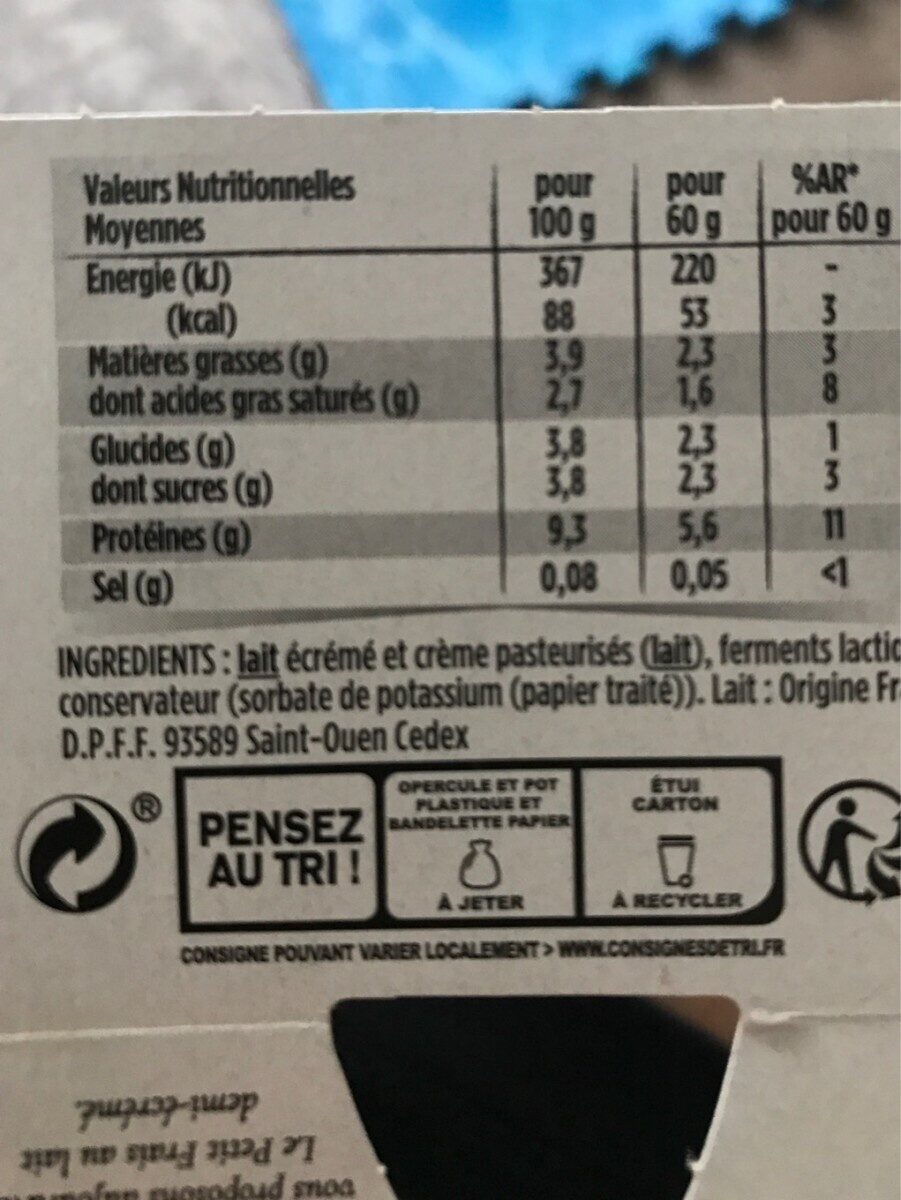 Valeurs Nutritionnelles Moyennes pour 100 g pour 60 g %AR* pour 60 g
Energie (kJ) 367 220 -
(kcal) 88 53 3
Matières grasses (g) 3,9 2,3 3
dont acides gras saturés (g) 2,7 1,6 8
Glucides (g) 3,8 2,3 1
dont sucres (g) 3,8 2,3 3
Protéines (g) 9,3 5,6 11
Sel (g) 0,08 0,05 <1
INGREDIENTS : lait écrémé et crème pasteurisés (lait), ferments
conservateur (sorbate de potassium (papier traité)). Lait : Origine
D.P.F.F. 93589 Saint-Ouen Cedex
®
PENSEZ
AU TRI !
OPERCULE ET POT
PLASTIQUE ET
BANDELETTE PAPIER
À JETER
ÉTUI
CARTON
À RECYCLER
CONSIGNE POUVANT VARIER LOCALEMENT > WWW.CONSIGNESDETRI.FR
vous proposons
Le Petit Frais au lait
demi-écrémé.